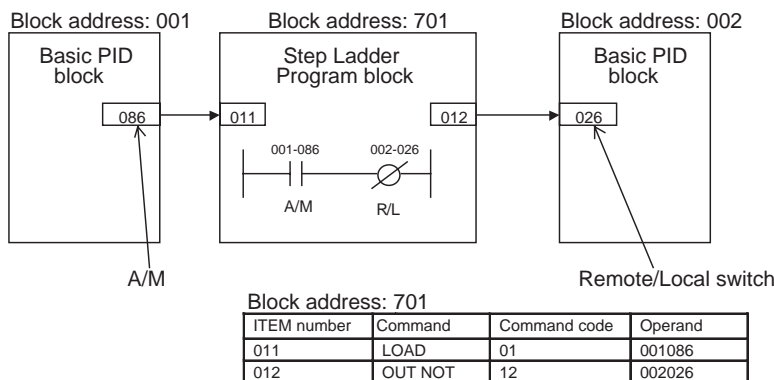 Block address: 001
Block address: 701
Block address: 002
Basic PID
block
Step Ladder
Program block
Basic PID
block
086
011
012
026
001-086
002-026
A/M
R/L
A/M
Remote/Local switch
Block address: 701
ITEM number Command Command code Operand
011 LOAD 01 001086
012 OUT NOT 12 002026